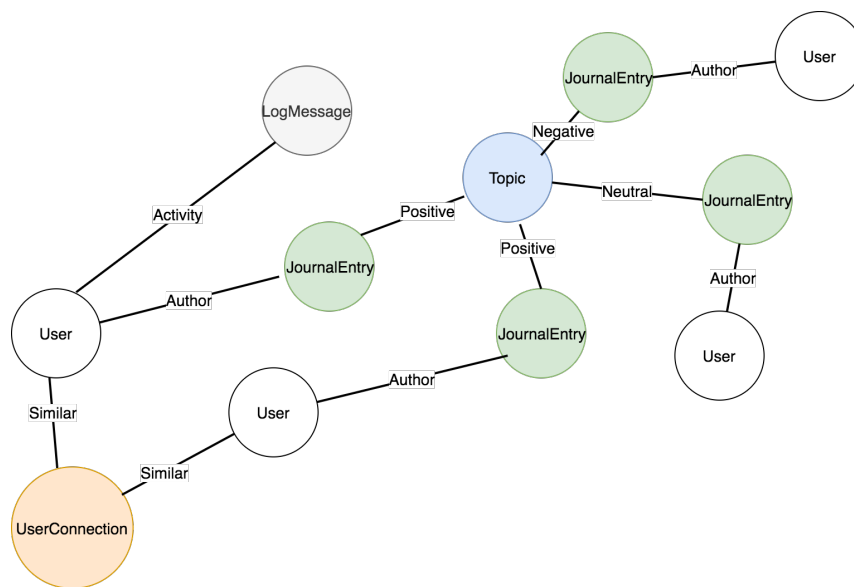 Author
User
JournalEntry
LogMessage
Negative
Topic
Neutral
JournalEntry
Positive
Activity
Positive
JournalEntry
Author
Author
User
JournalEntry
User
Author
User
Similar
Similar
UserConnection